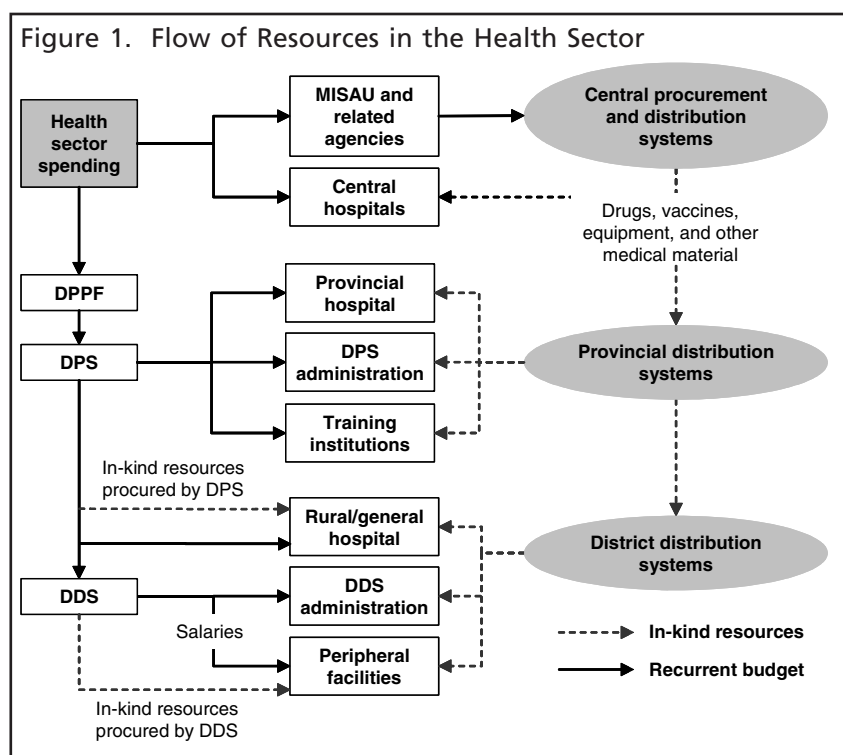 Figure 1. Flow of Resources in the Health Sector
Health
sector
spending
MISAU and
related
agencies
Central procurement
and distribution
systems
Central
hospitals
Drugs, vaccines,
equipment, and other
medical material
DPPF
Provincial
hospital
DPS
DPS
administration
Provincial distribution
systems
Training
institutions
In-kind resources
procured by DPS
Rural/general
hospital
District distribution
systems
DDS
DDS
administration
Salaries
In-kind resources
Peripheral
facilities
Recurrent budget
In-kind resources
procured by DDS